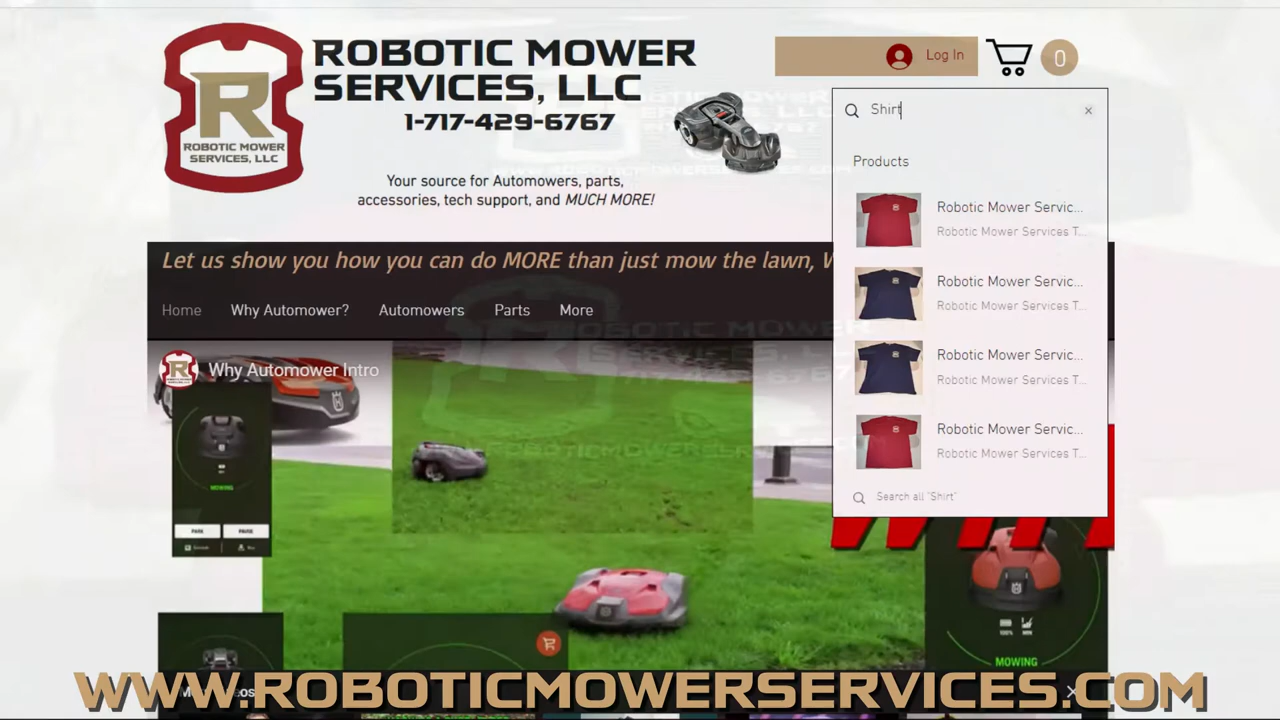 ROBOTIC MOWER
SERVICES, LLC
1-717-429-6767
R
ROBOTIC MOWER
SERVICES, LLC
Your source for Automowers, parts,
accessories, tech support, and MUCH MORE!
Log In
0
Shirt
Products
Robotic Mower Servic...
Robotic Mower Services T...
Robotic Mower Servic...
Robotic Mower Services T...
Robotic Mower Servic...
Robotic Mower Services T...
Robotic Mower Servic...
Robotic Mower Services T...
Search all "Shirt"
Let us show you how you can do MORE than just mow the lawn,
Home
Why Automower?
Automowers
Parts
More
Why Automower Intro
MOWING
PARK
PAUSE
100%
MOWING
WWW.ROBOTICMOWERSERVICES.COM